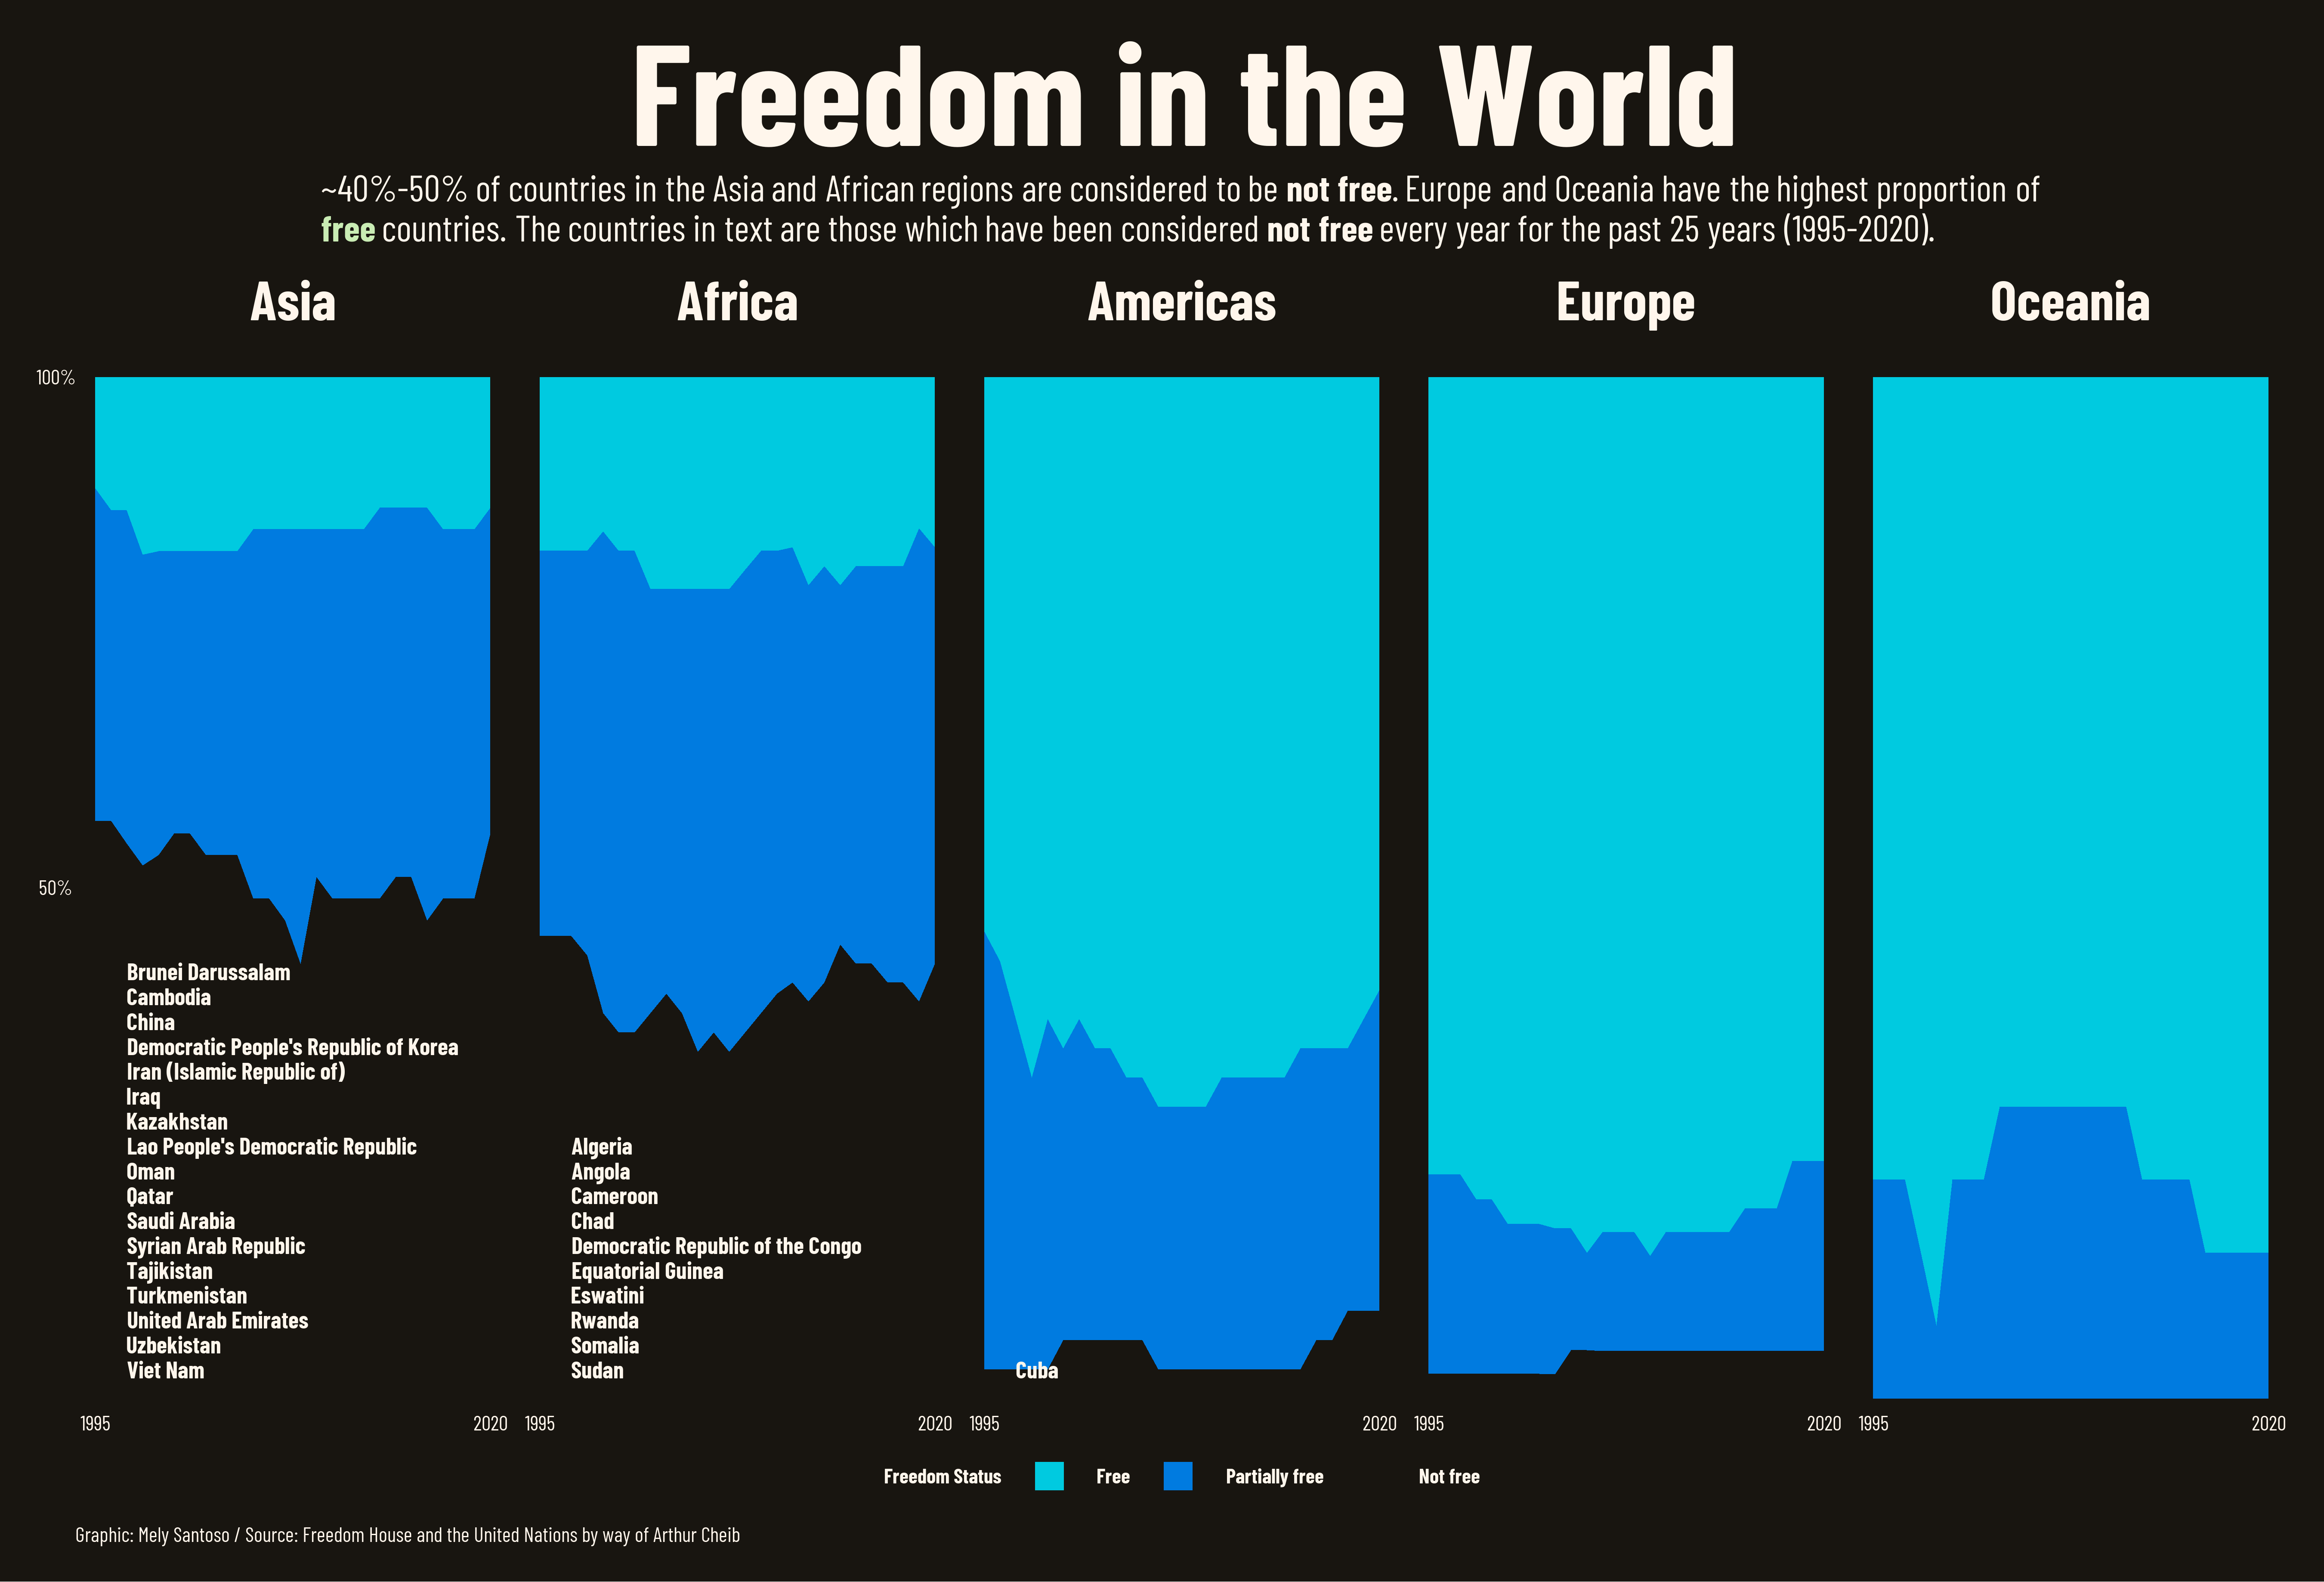 Freedom in the World
~40%-50% of countries in the Asia and African regions are considered to be not free. Europe and Oceania have the highest proportion of
free countries. The countries in text are those which have been considered not free every year for the past 25 years (1995-2020).
Asia
Africa
Americas
Europe
Oceania
100%
50%
Brunei Darussalam
Cambodia
China
Democratic People's Republic of Korea
Iran (Islamic Republic of)
Iraq
Kazakhstan
Lao People's Democratic Republic
Oman
Qatar
Saudi Arabia
Syrian Arab Republic
Tajikistan
Turkmenistan
United Arab Emirates
Uzbekistan
Viet Nam
Algeria
Angola
Cameroon
Chad
Democratic Republic of the Congo
Equatorial Guinea
Eswatini
Rwanda
Somalia
Sudan
Cuba
1995 2020 1995 2020 1995 2020 1995 2020 1995 2020
Freedom Status Free Partially free Not free
Graphic: Mely Santoso / Source: Freedom House and the United Nations by way of Arthur Cheib